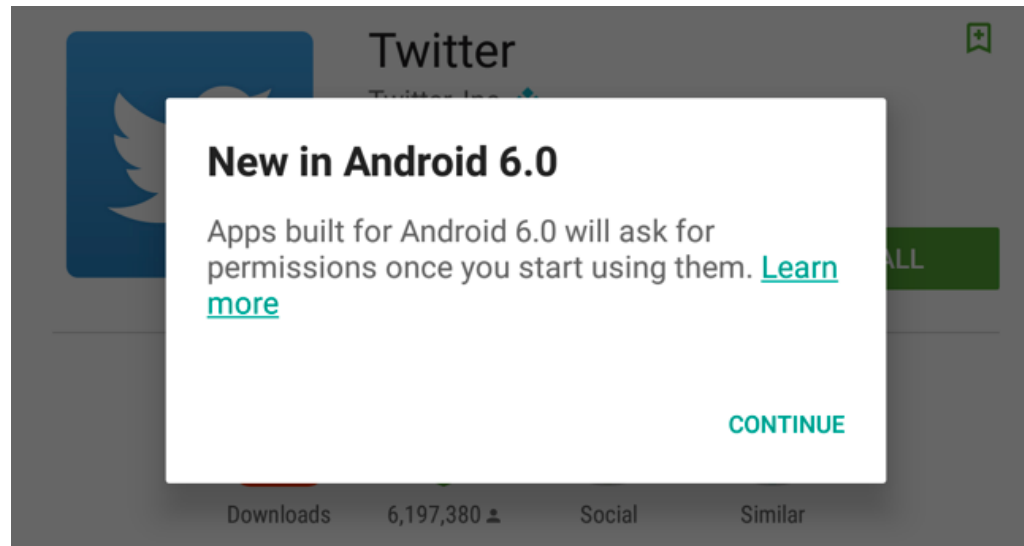 Twitter
New in Android 6.0
Apps built for Android 6.0 will ask for
permissions once you start using them. Learn
more
CONTINUE
Downloads
6,197,380
Social
Similar